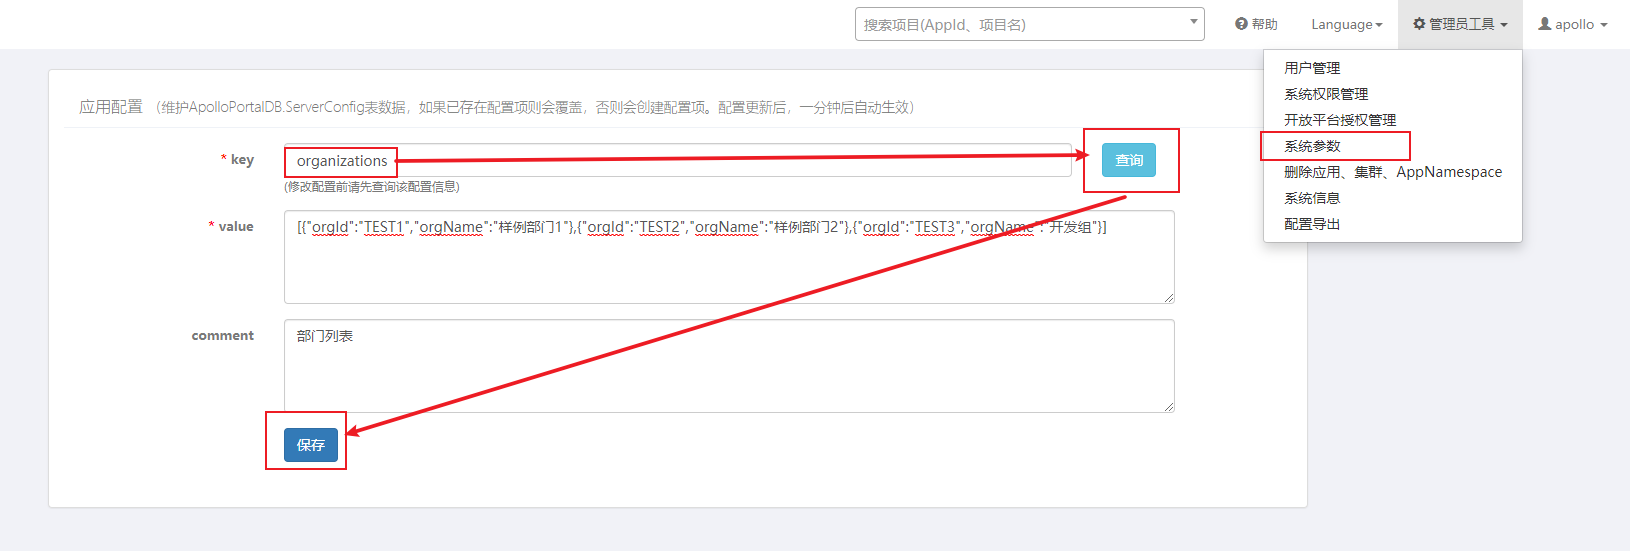 搜索项目(AppId、项目名)
帮助
Language
管理员工具
apollo
用户管理
系统权限管理
开放平台授权管理
系统参数
删除应用、集群、AppNamespace
系统信息
配置导出
应用配置 （维护ApolloPortalDB.ServerConfig表数据，如果已存在配置项则会覆盖，否则会创建配置项。配置更新后，一分钟后自动生效）
* key
organizations
查询
(修改配置前请先查询该配置信息)
* value
[{"orgId":"TEST1","orgName":"样例部门1"},{"orgId":"TEST2","orgName":"样例部门2"},{"orgId":"TEST3","orgName":"开发组"}]
comment
部门列表
保存